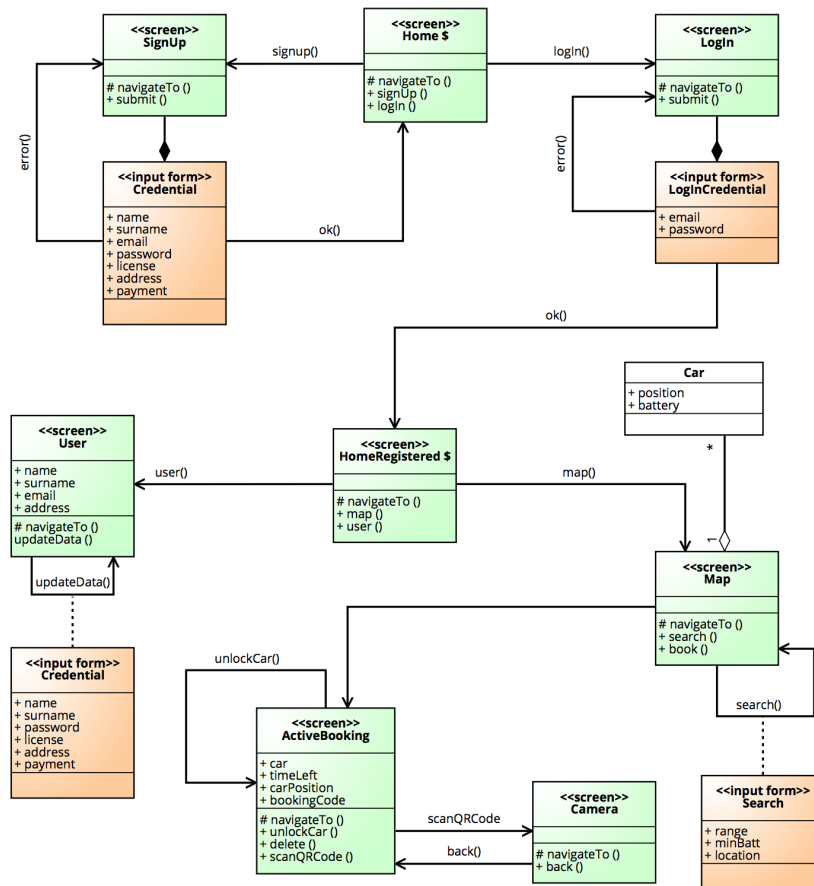 <<screen>>
SignUp
# navigateTo ()
+ submit ()
signup()
<<screen>>
Home $
# navigateTo ()
+ signUp ()
+ logIn ()
logIn()
<<screen>>
LogIn
# navigateTo ()
+ submit ()
error()
<<input form>>
Credential
+ name
+ surname
+ email
+ password
+ license
+ address
+ payment
ok()
error()
<<input form>>
LogInCredential
+ email
+ password
ok()
Car
+ position
+ battery
*
1
<<screen>>
User
+ name
+ surname
+ email
+ address
# navigateTo ()
updateData ()
user()
<<screen>>
HomeRegistered $
# navigateTo ()
+ map ()
+ user ()
map()
<<screen>>
Map
# navigateTo ()
+ search ()
+ book ()
updateData()
<<input form>>
Credential
+ name
+ surname
+ password
+ license
+ address
+ payment
unlockCar()
search()
<<screen>>
ActiveBooking
+ car
+ timeLeft
+ carPosition
+ bookingCode
# navigateTo ()
+ unlockCar ()
+ delete ()
+ scanQRCode ()
scanQRCode
back()
<<screen>>
Camera
# navigateTo ()
+ back ()
<<input form>>
Search
+ range
+ minBatt
+ location